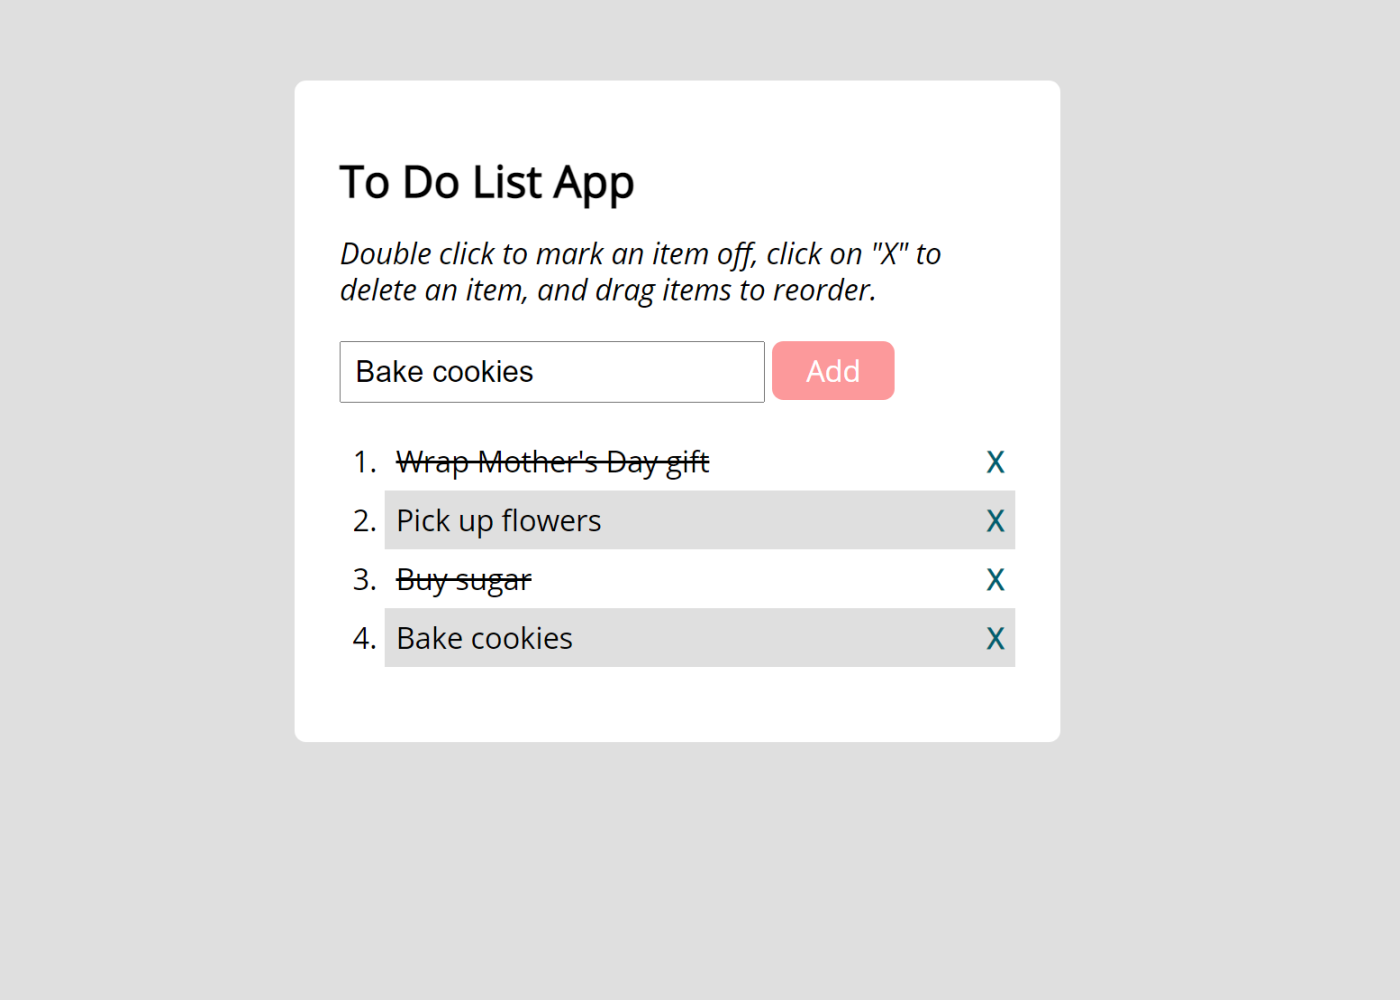 To Do List App
Double click to mark an item off, click on "X" to
delete an item, and drag items to reorder.
Bake cookies Add
1. Wrap Mother's Day gift X
2. Pick up flowers X
3. Buy sugar X
4. Bake cookies X